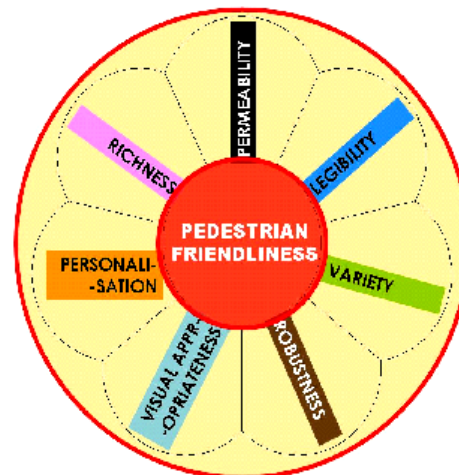 PERMEABILITY
LEGIBILITY
VARIETY
ROBUSTNESS
VISUAL APPR-
-OPRIATENESS
PERSONALI-
-SATION
RICHNESS
PEDESTRIAN
FRIENDLINESS